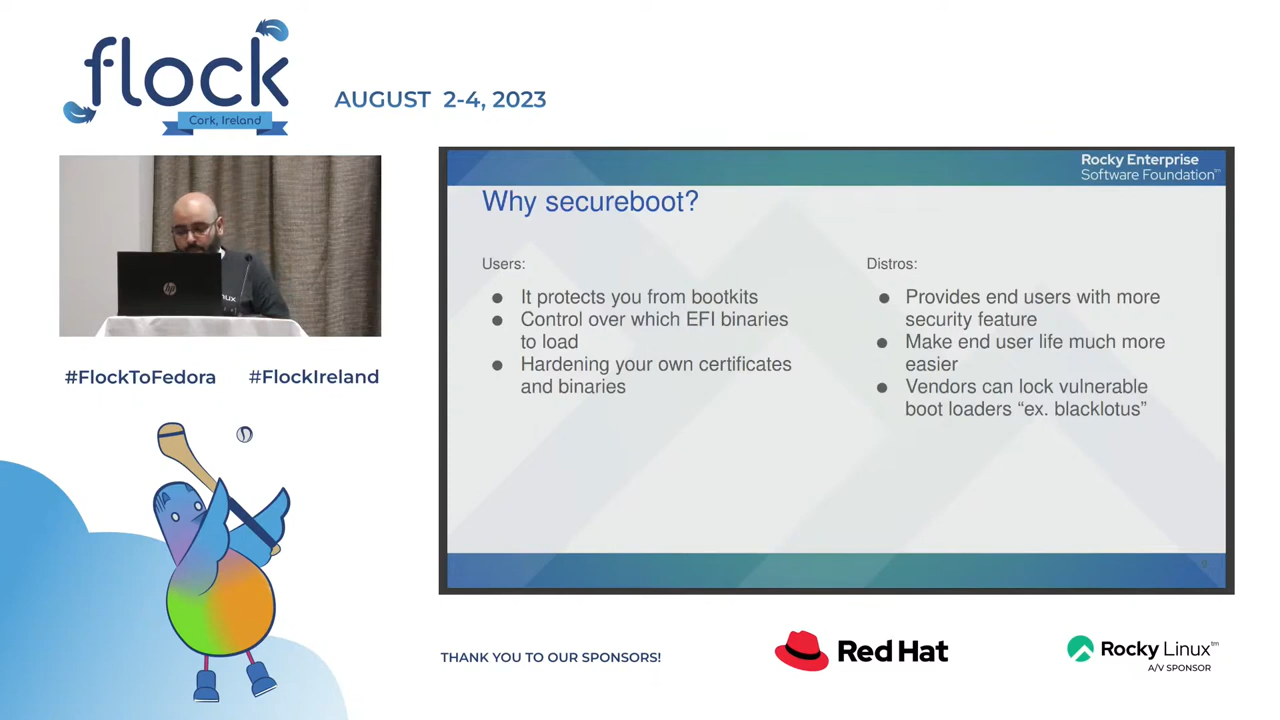 flock
Cork, Ireland
AUGUST 2-4, 2023
Rocky Enterprise
Software Foundation™
Why secureboot?
Users:
● It protects you from bootkits
● Control over which EFI binaries
to load
● Hardening your own certificates
and binaries
Distros:
● Provides end users with more
security feature
● Make end user life much more
easier
● Vendors can lock vulnerable
boot loaders “ex. blacklotus”
hp
#FlockToFedora
#FlockIreland
THANK YOU TO OUR SPONSORS!
Red Hat
Rocky Linux™
A/V SPONSOR